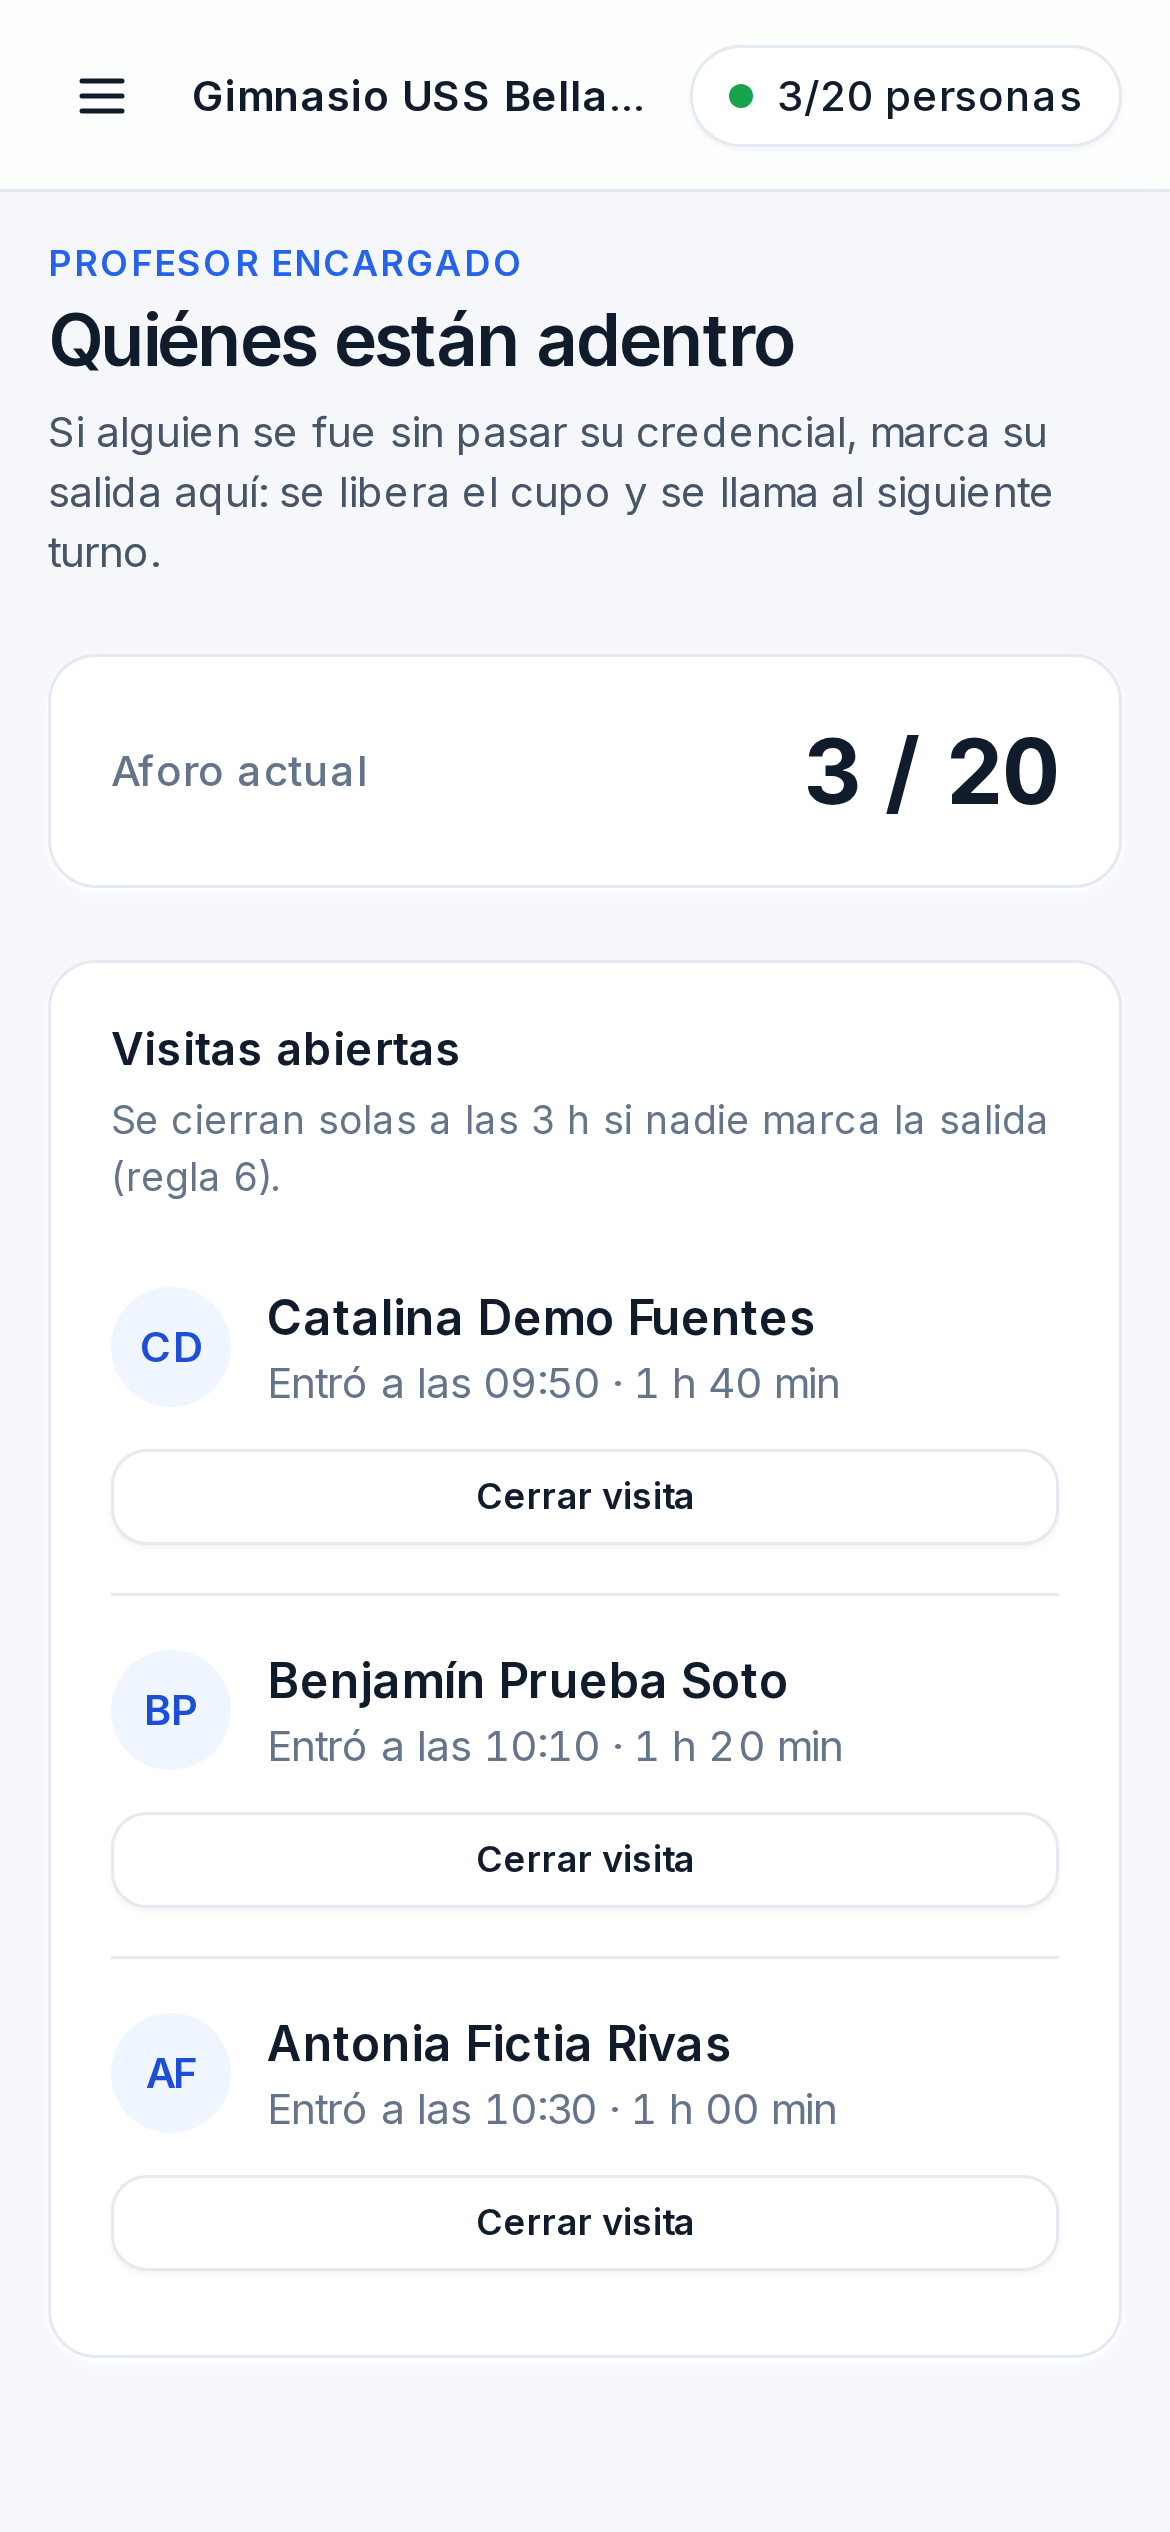 Gimnasio USS Bella...
3/20 personas
PROFESOR ENCARGADO
Quiénes están adentro
Si alguien se fue sin pasar su credencial, marca su
salida aquí: se libera el cupo y se llama al siguiente
turno.
Aforo actual
3 / 20
Visitas abiertas
Se cierran solas a las 3 h si nadie marca la salida
(regla 6).
CD
Catalina Demo Fuentes
Entró a las 09:50 · 1 h 40 min
Cerrar visita
BP
Benjamín Prueba Soto
Entró a las 10:10 · 1 h 20 min
Cerrar visita
AF
Antonia Fictia Rivas
Entró a las 10:30 · 1 h 00 min
Cerrar visita